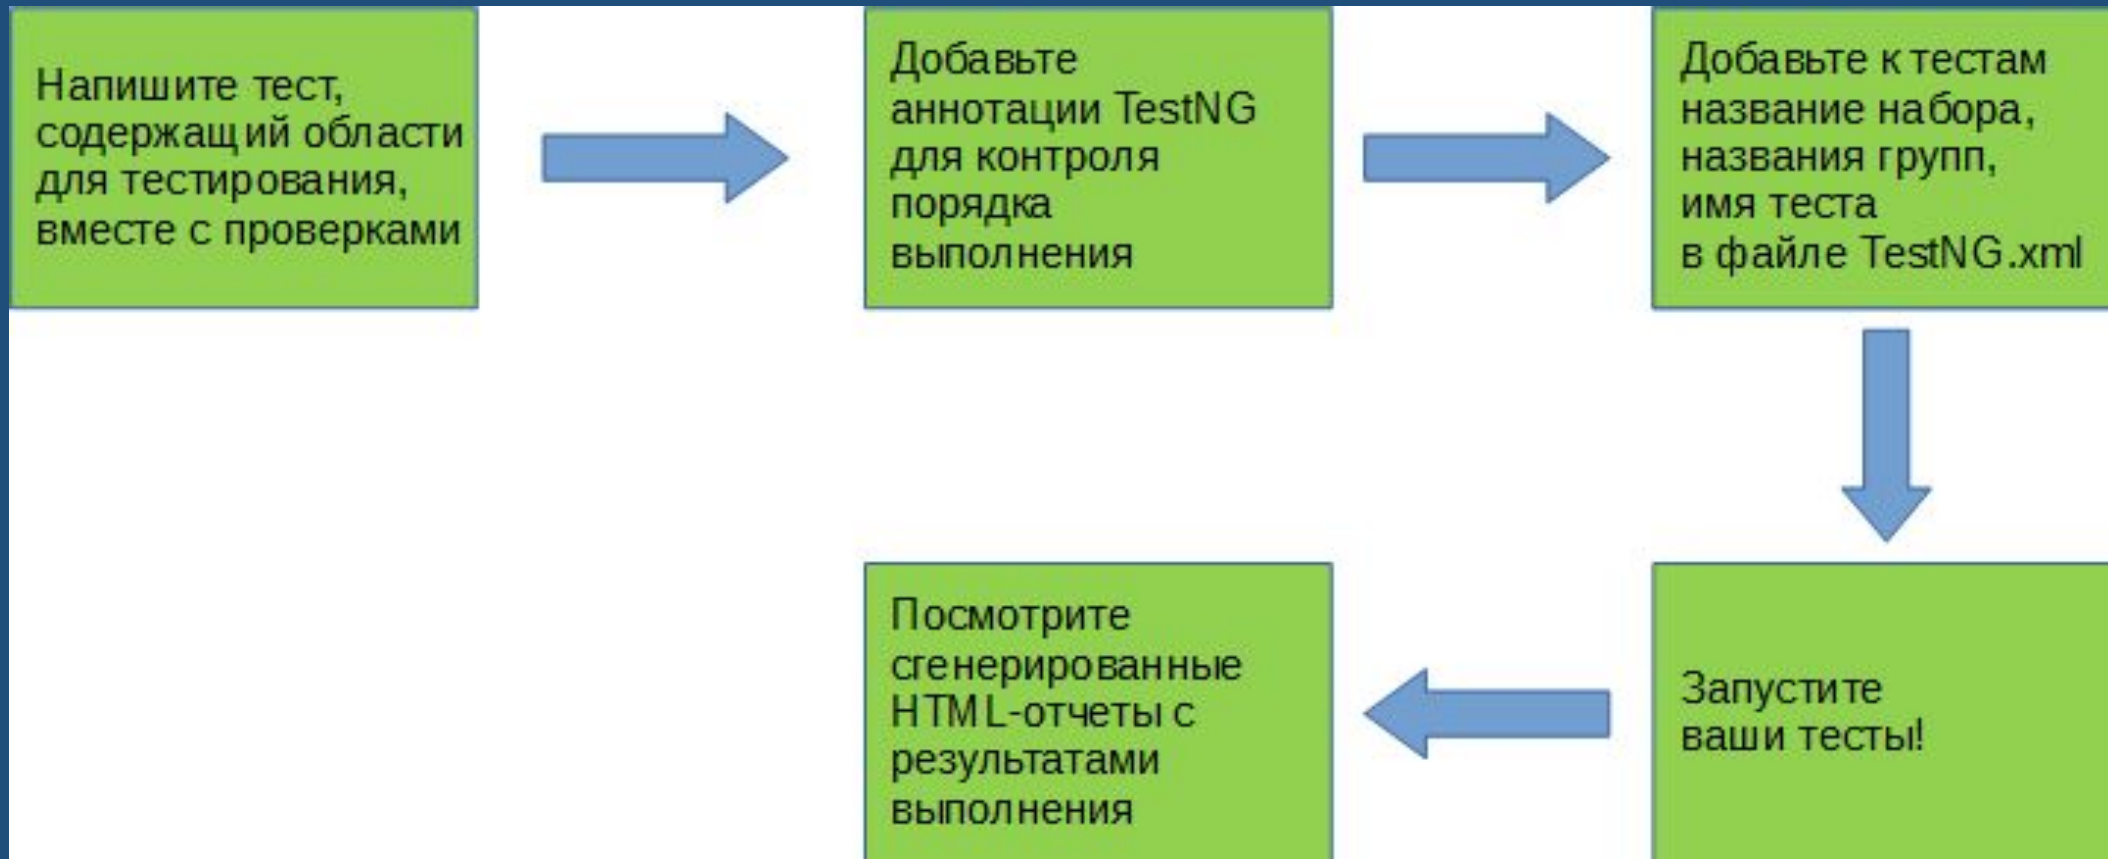 Напишите тест,
содержащий области
для тестирования,
вместе с проверками
Добавьте
аннотации TestNG
для контроля
порядка
выполнения
Добавьте к тестам
название набора,
названия групп,
имя теста
в файле TestNG.xml
Запустите
ваши тесты!
Посмотрите
сгенерированные
HTML-отчеты с
результатами
выполнения